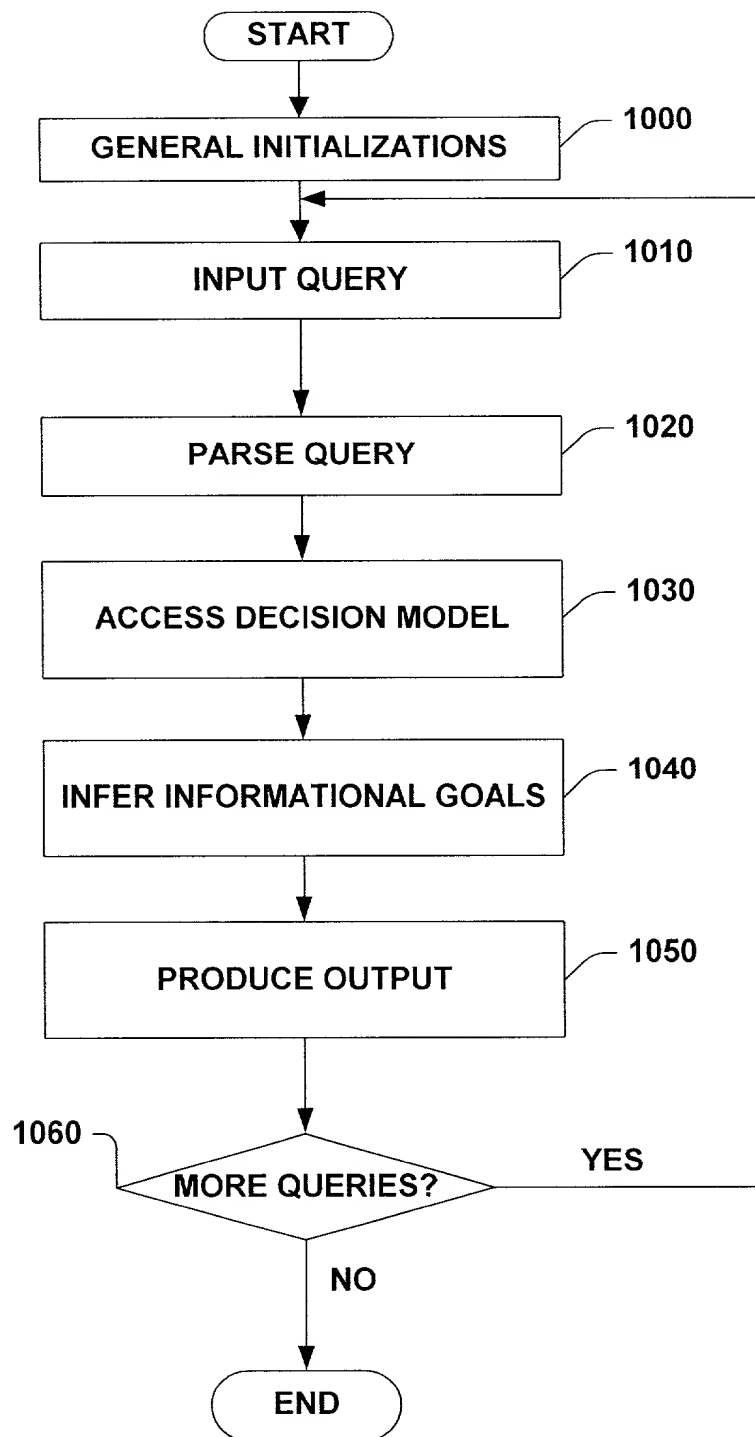 START
GENERAL INITIALIZATIONS
1000
INPUT QUERY
1010
PARSE QUERY
1020
ACCESS DECISION MODEL
1030
INFER INFORMATIONAL GOALS
1040
PRODUCE OUTPUT
1050
1060
MORE QUERIES?
YES
NO
END